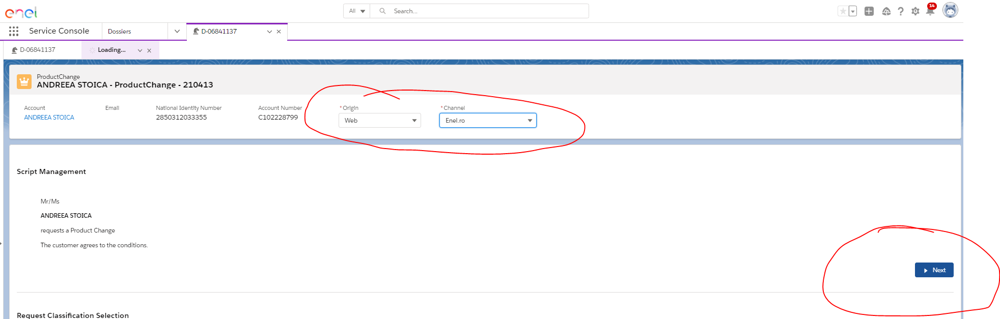 enel
All
Search...
14
Service Console
Dossiers
D-06841137
D-06841137
Loading...
ProductChange
ANDREEA STOICA - ProductChange - 210413
Account
Email
National Identity Number
Account Number
*Origin
*Channel
ANDREEA STOICA
2850312033355
C102228799
Web
Enel.ro
Script Management
Mr/Ms
ANDREEA STOICA
requests a Product Change
The customer agrees to the conditions.
Next
Request Classification Selection